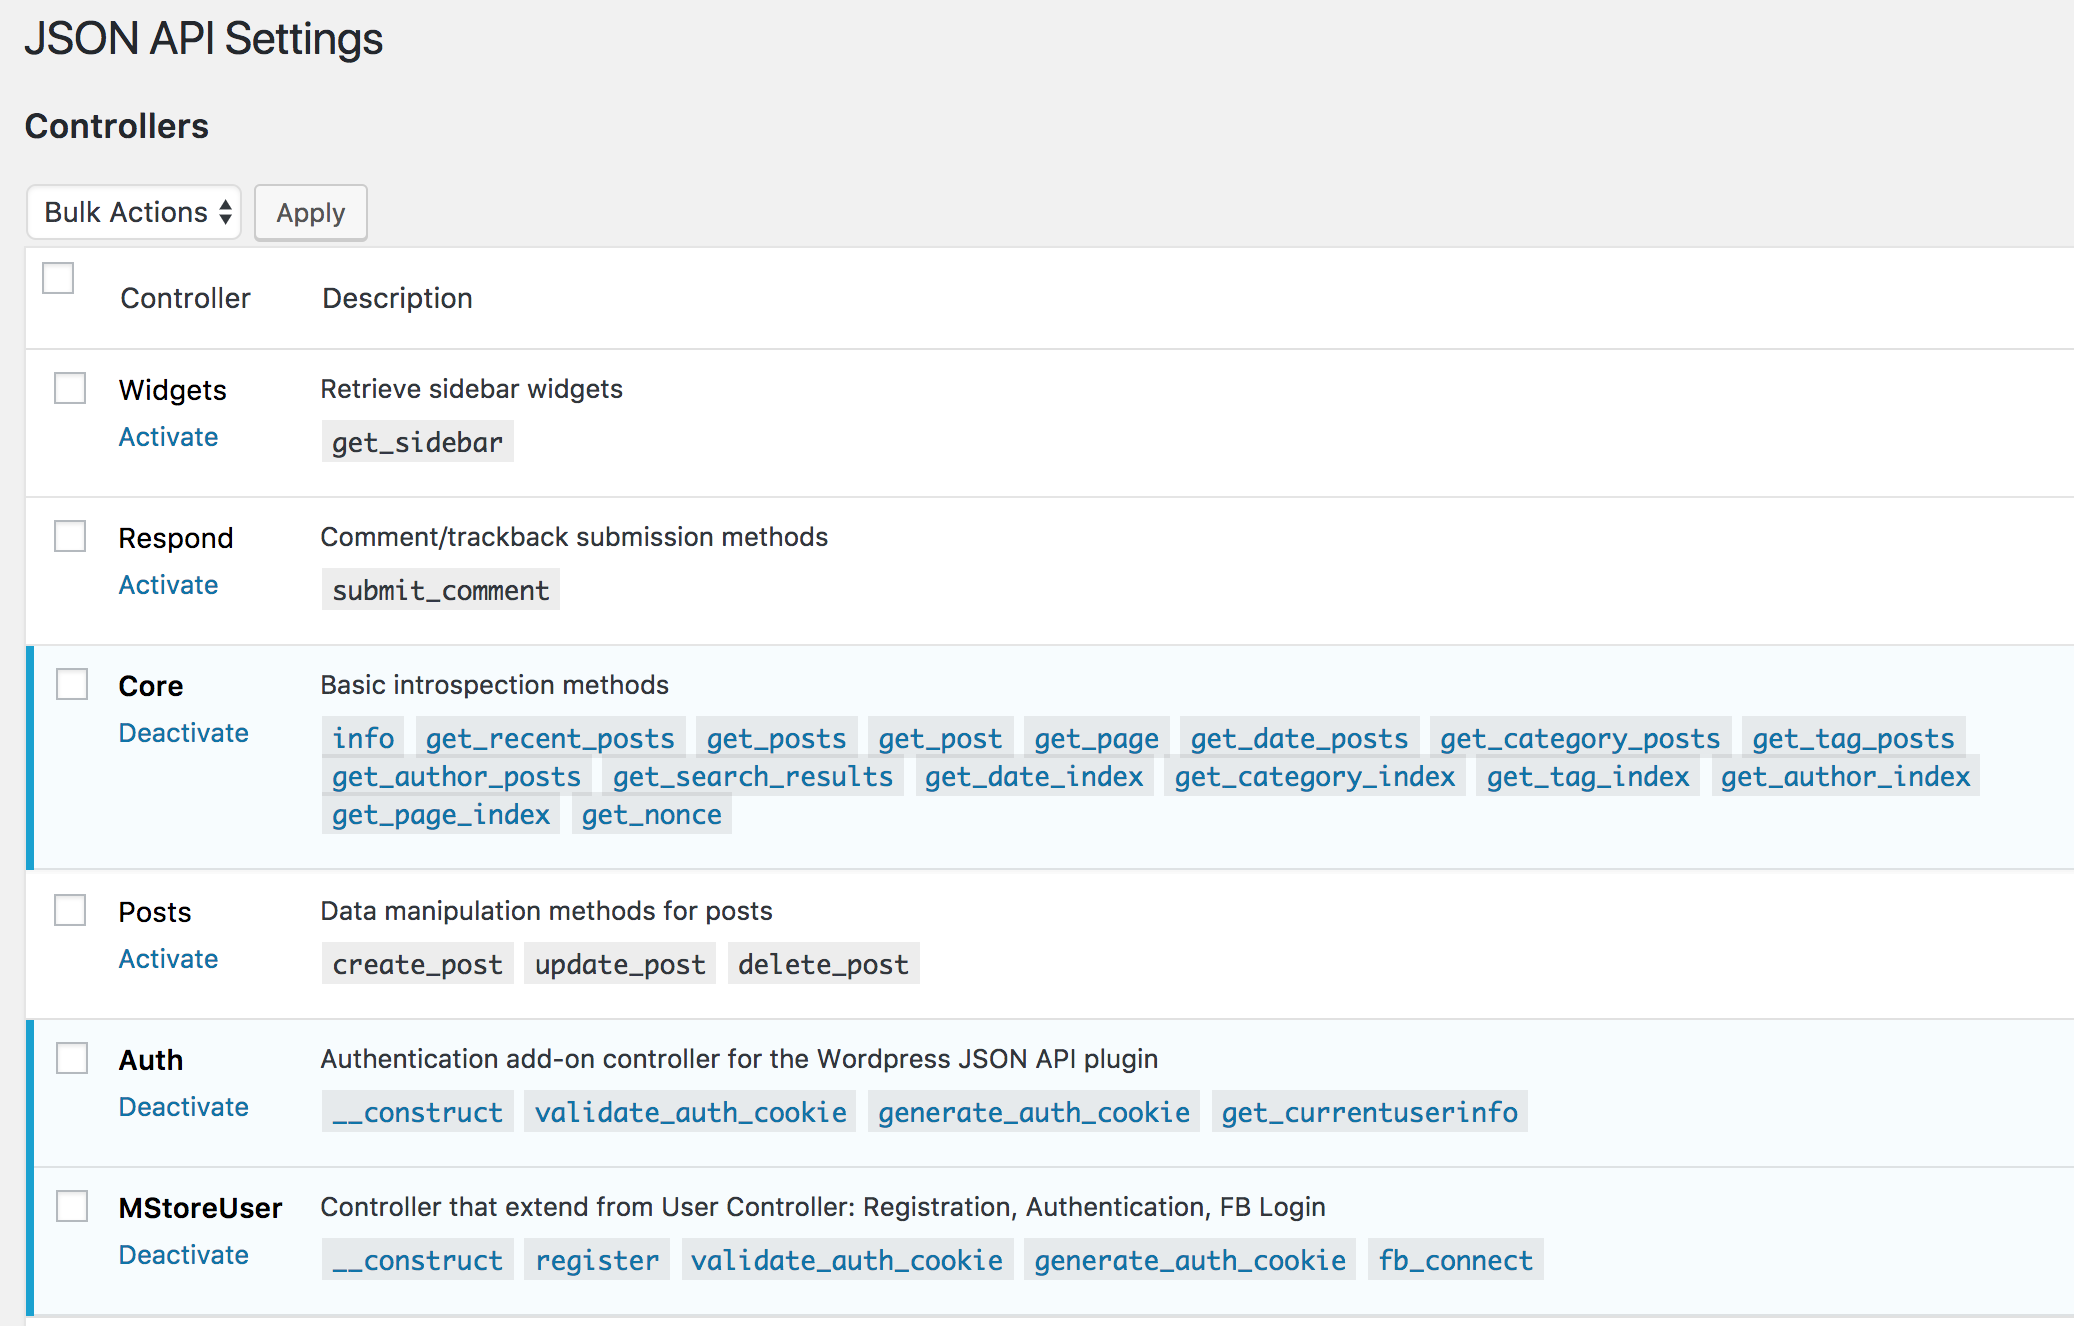 JSON API Settings
Controllers
Bulk Actions Apply
Controller Description
Widgets Retrieve sidebar widgets
Activate get_sidebar
Respond Comment/trackback submission methods
Activate submit_comment
Core Basic introspection methods
Deactivate info get_recent_posts get_posts get_post get_page get_date_posts get_category_posts get_tag_posts
get_author_posts get_search_results get_date_index get_category_index get_tag_index get_author_index
get_page_index get_nonce
Posts Data manipulation methods for posts
Activate create_post update_post delete_post
Auth Authentication add-on controller for the Wordpress JSON API plugin
Deactivate __construct validate_auth_cookie generate_auth_cookie get_currentuserinfo
MStoreUser Controller that extend from User Controller: Registration, Authentication, FB Login
Deactivate __construct register validate_auth_cookie generate_auth_cookie fb_connect